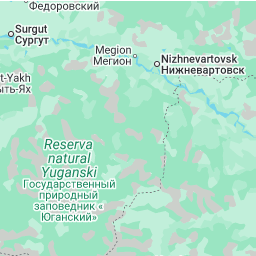 Федоровский
Surgut
Сургут
Megion
Мегион
Nizhnevartovsk
Нижневартовск
t-Yakh
ыть-Ях
Reserva
natural
Yuganski
Государственный
природный
заповедник «
Юганский»